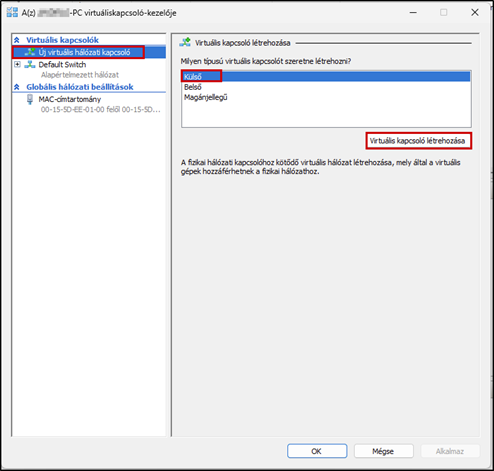 A(z) -PC virtuáliskapcsoló-kezelője
Virtuális kapcsolók
Új virtuális hálózati kapcsoló
Default Switch
Alapértelmezett hálózat
Globális hálózati beállítások
MAC-címtartomány
00-15-5D-EE-01-00 felől 00-15-5D-...
Virtuális kapcsoló létrehozása
Milyen típusú virtuális kapcsolót szeretne létrehozni?
Külső
Belső
Magánjellegű
Virtuális kapcsoló létrehozása
A fizikai hálózati kapcsolóhoz kötődő virtuális hálózat létrehozása, mely által a virtuális
gépek hozzáférhetnek a fizikai hálózathoz.
OK
Mégse
Alkalmaz